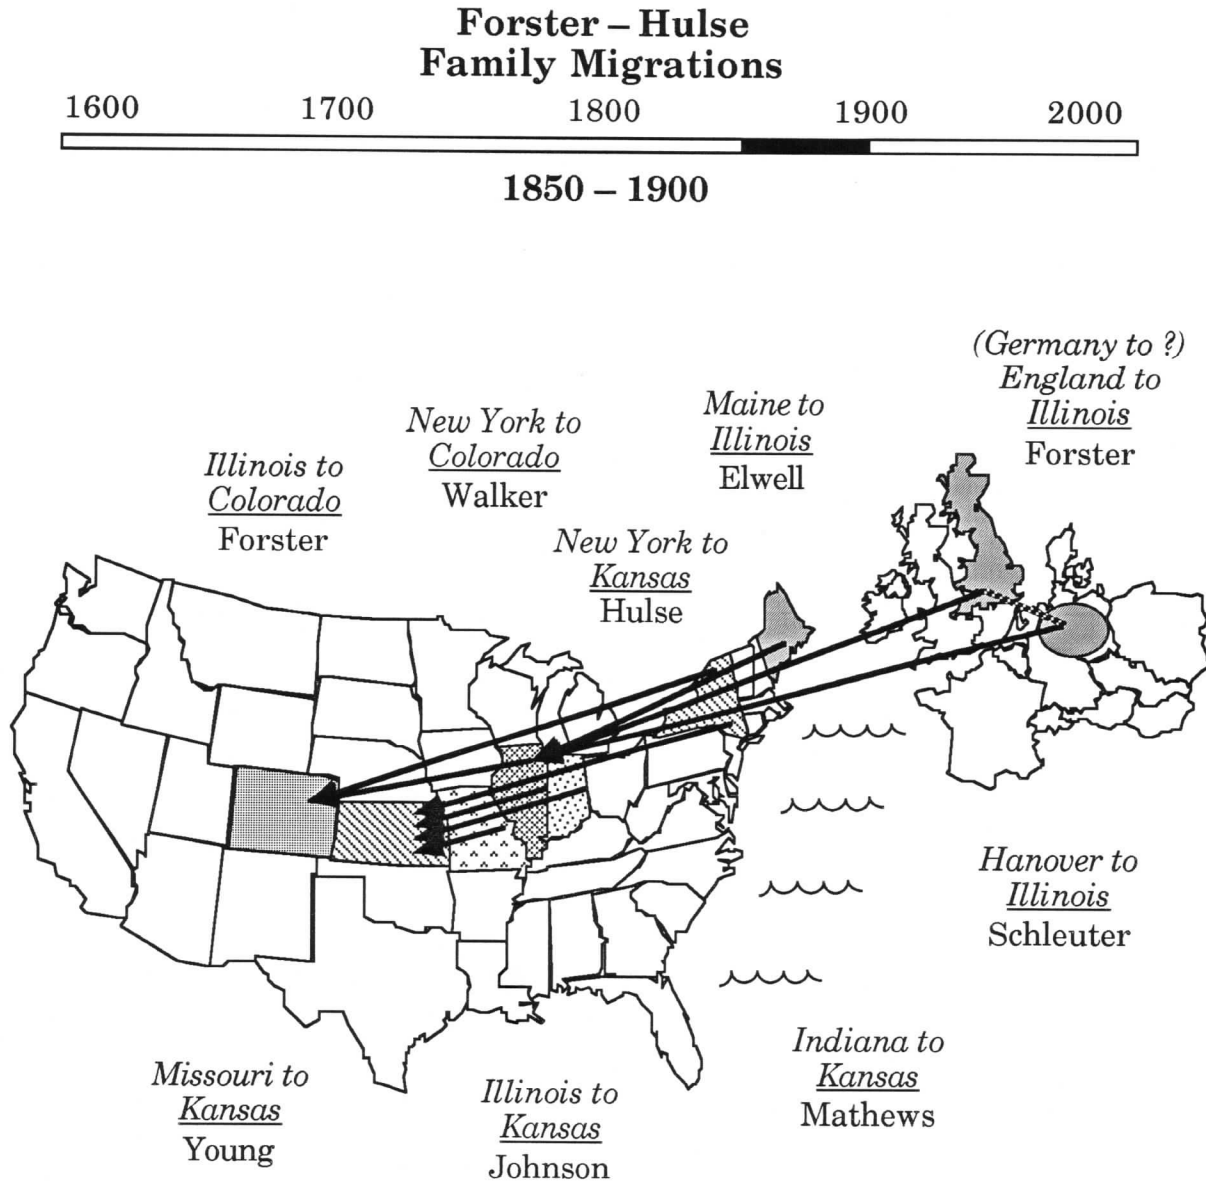 Forster – Hulse
Family Migrations
1600 1700 1800 1900 2000
1850 – 1900
(Germany to ?)
England to
Illinois
Forster
Maine to
Illinois
Elwell
New York to
Colorado
Walker
Illinois to
Colorado
Forster
New York to
Kansas
Hulse
Hanover to
Illinois
Schleuter
Indiana to
Kansas
Mathews
Missouri to
Kansas
Young
Illinois to
Kansas
Johnson